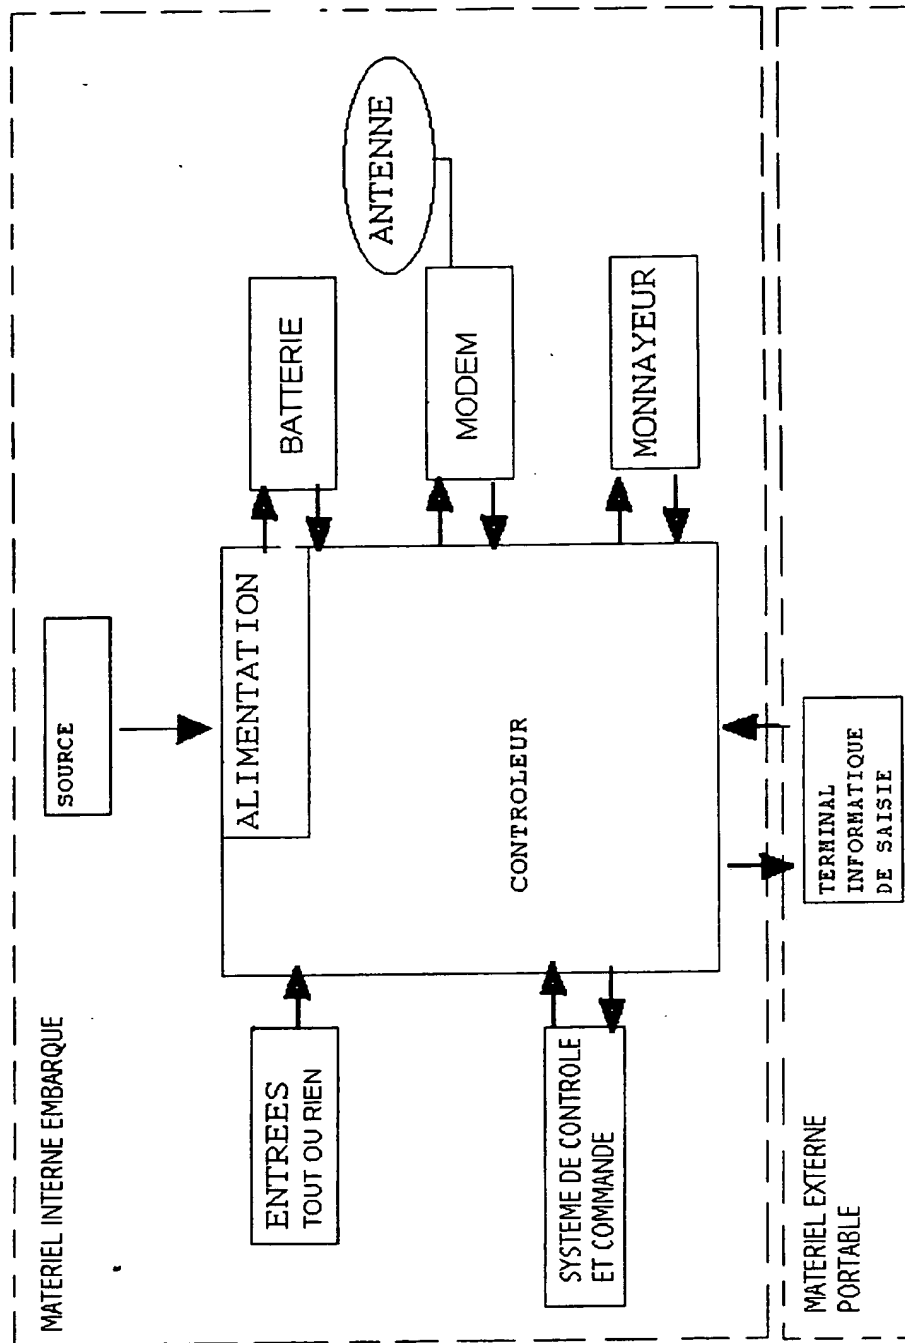 MATERIEL INTERNE EMBARQUE
SOURCE
ENTREES
TOUT OU RIEN
ALIMENTATION
BATTERIE
ANTENNE
MODEM
CONTROLEUR
SYSTEME DE CONTROLE
ET COMMANDE
MONNAYEUR
MATERIEL EXTERNE
PORTABLE
TERMINAL
INFORMATIQUE
DE SAISIE